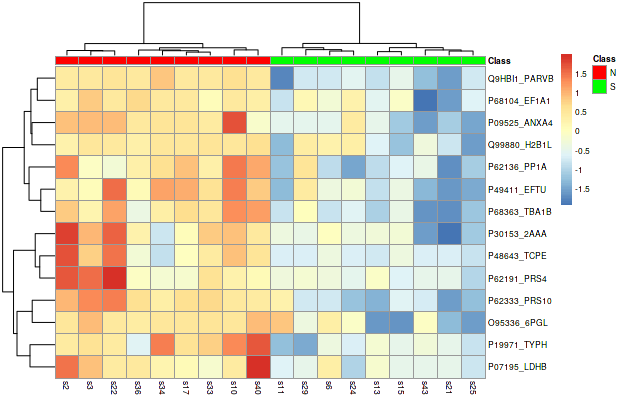 Class
Q9HBI1_PARVB
P68104_EF1A1
P09525_ANXA4
Q99880_H2B1L
P62136_PP1A
P49411_EFTU
P68363_TBA1B
P30153_2AAA
P48643_TCPE
P62191_PRS4
P62333_PRS10
O95336_6PGL
P19971_TYPH
P07195_LDHB
s2 s3 s22 s36 s34 s17 s33 s10 s40 s11 s29 s6 s24 s13 s15 s43 s21 s25
1.5
1
0.5
0
-0.5
-1
-1.5
Class
N
S